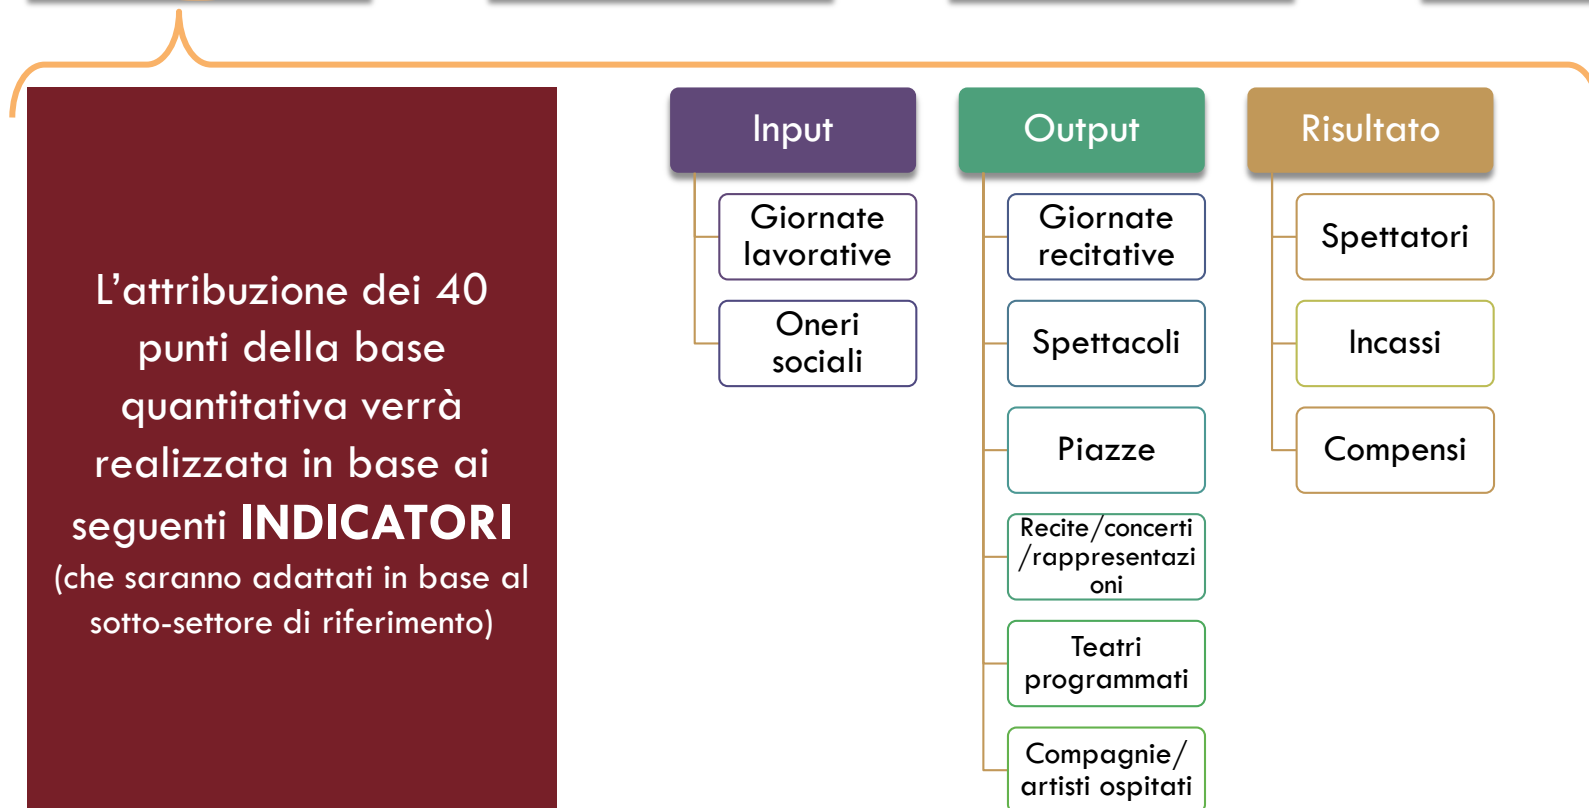 L'attribuzione dei 40
punti della base
quantitativa verrà
realizzata in base ai
seguenti INDICATORI
(che saranno adattati in base al
sotto-settore di riferimento)
Input
Giornate
lavorative
Oneri
sociali
Output
Giornate
recitative
Spettacoli
Piazze
Recite/concerti
/rappresentazi
oni
Teatri
programmati
Compagnie/
artisti ospitati
Risultato
Spettatori
Incassi
Compensi